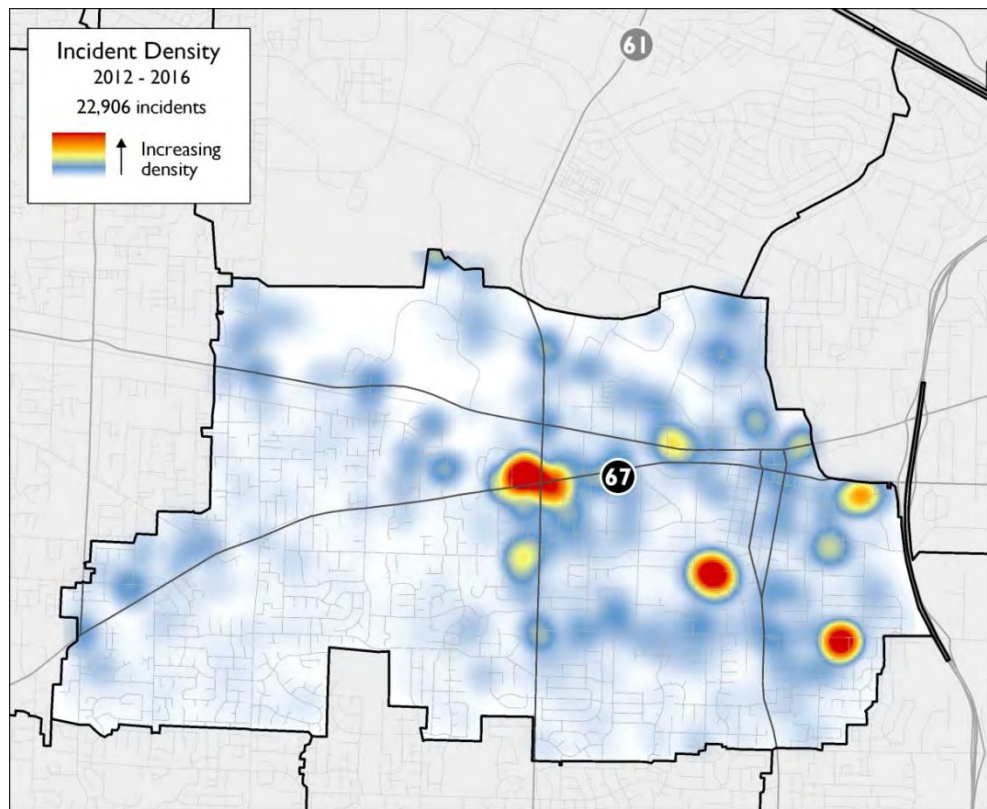 Incident Density
2012 - 2016
22,906 incidents
Increasing
density
61
67